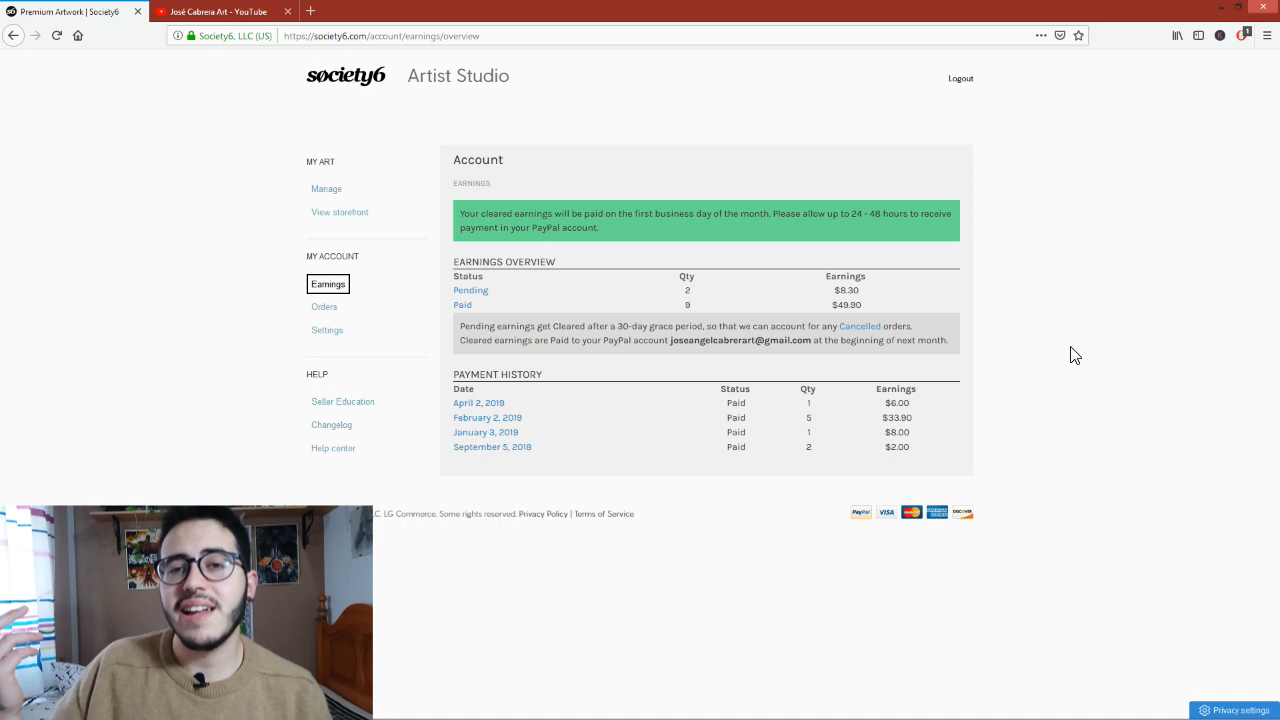 Premium Artwork | Society6
José Cabrera Art - YouTube
Society6, LLC (US)
https://society6.com/account/earnings/overview
1
society6
Artist Studio
Logout
MY ART
Manage
View storefront
MY ACCOUNT
Earnings
Orders
Settings
HELP
Seller Education
Changelog
Help center
Account
EARNINGS
Your cleared earnings will be paid on the first business day of the month. Please allow up to 24 - 48 hours to receive
payment in your PayPal account.
EARNINGS OVERVIEW
Status Qty Earnings
Pending 2 $8.30
Paid 9 $49.90
Pending earnings get Cleared after a 30-day grace period, so that we can account for any Cancelled orders.
Cleared earnings are Paid to your PayPal account joseangelcabrerart@gmail.com at the beginning of next month.
PAYMENT HISTORY
Date Status Qty Earnings
April 2, 2019 Paid 1 $6.00
February 2, 2019 Paid 5 $33.90
January 3, 2019 Paid 1 $8.00
September 5, 2018 Paid 2 $2.00
LG Commerce. Some rights reserved. Privacy Policy | Terms of Service
PayPal VISA MasterCard AMERICAN EXPRESS DISCOVER
Privacy settings